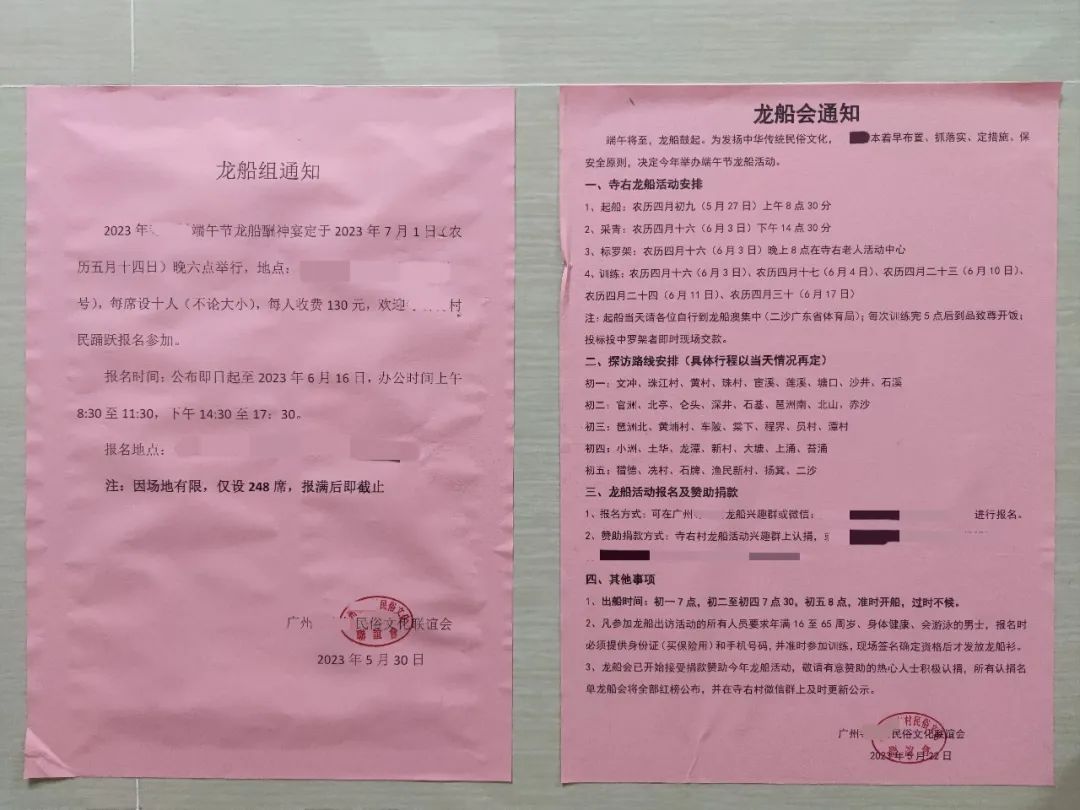 龙船组通知
2023 年 端午节龙船酬神宴定于 2023 年 7 月 1 日(农
历五月十四日)晚六点举行，地点：
号)，每席设十人（不论大小)，每人收费 130 元，欢迎 村
民踊跃报名参加。
报名时间：公布即日起至 2023 年 6 月 16 日，办公时间上午
8:30 至 11:30，下午 14:30 至 17：30。
报名地点：
注：因场地有限，仅设 248 席，报满后即截止
广州 民俗文化联谊会
2023 年 5 月 30 日
龙船会通知
端午将至，龙船鼓起。为发扬中华传统民俗文化， 本着早布置、抓落实、定措施、保
安全原则，决定今年举办端午节龙船活动。
一、寺右龙船活动安排
1、起船：农历四月初九（5 月 27 日）上午 8 点 30 分
2、采青：农历四月十六（6 月 3 日）下午 14 点 30 分
3、标罗架：农历四月十六（6 月 3 日）晚上 8 点在寺右老人活动中心
4、训练：农历四月十六（6 月 3 日)、农历四月十七（6 月 4 日)、农历四月二十三（6 月 10 日)、
农历四月二十四（6 月 11 日)、农历四月三十（6 月 17 日）
注：起船当天请各位自行到龙船澳集中（二沙广东省体育局)；每次训练完 5 点后到品致尊开饭；
投标投中罗架者即时现场交款。
二、探访路线安排（具体行程以当天情况再定）
初一：文冲、珠江村、黄村、珠村、宦溪、莲溪、塘口、沙井、石溪
初二：官洲、北亭、仑头、深井、石基、琶洲南、北山、赤沙
初三：琶洲北、黄埔村、车陂、棠下、程界、员村、潭村
初四：小洲、土华、龙潭、新村、大塘、上涌、苔涌
初五：猎德、冼村、石牌、渔民新村、扬箕、二沙
三、龙船活动报名及赞助捐款
1、报名方式：可在广州 龙船兴趣群或微信： 进行报名。
2、赞助捐款方式：寺右村龙船活动兴趣群上认捐，
四、其他事项
1、出船时间：初一 7 点，初二至初四 7 点 30，初五 8 点，准时开船，过时不候。
2、凡参加龙船出访活动的所有人员要求年满 16 至 65 周岁、身体健康、会游泳的男士，报名时
必须提供身份证（买保险用）和手机号码，并准时参加训练，现场签名确定资格后才发放龙船衫。
3、龙船会已开始接受捐款赞助今年龙船活动，敬请有意赞助的热心人士积极认捐，所有认捐名
单龙船会将全部红榜公布，并在寺右村微信群上及时更新公示。
广州 民俗文化联谊会
2023 年 5 月 22 日